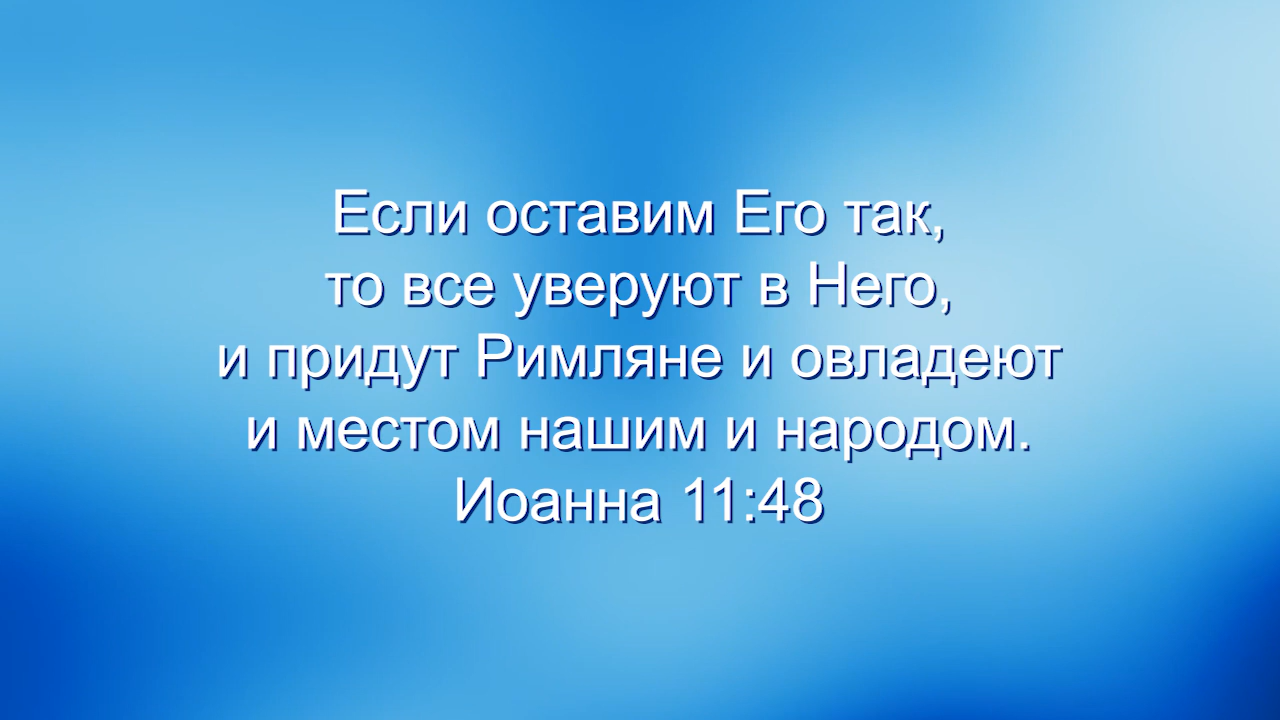 Если оставим Его так,
то все уверуют в Него,
и придут Римляне и овладеют
и местом нашим и народом.
Иоанна 11:48